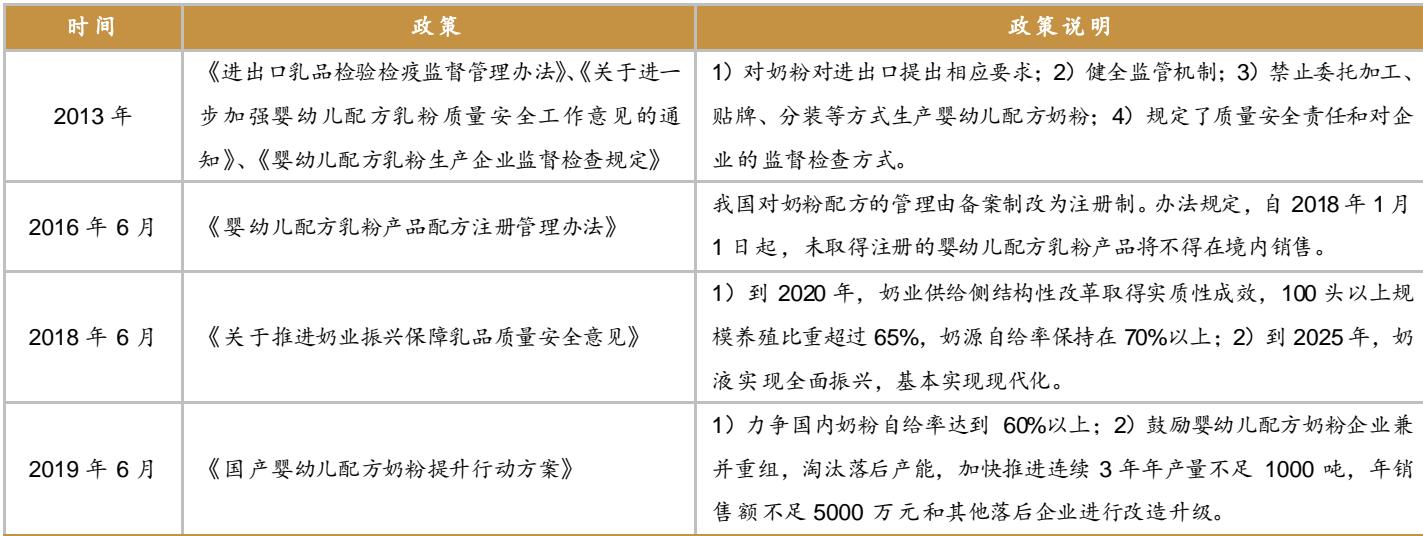 时间 政策 政策说明
2013 年
《进出口乳品检验检疫监督管理办法》、《关于进一
步加强婴幼儿配方乳粉质量安全工作意见的通
知》、《婴幼儿配方乳粉生产企业监督检查规定》
1）对奶粉对进出口提出相应要求；2）健全监管机制；3）禁止委托加工、
贴牌、分装等方式生产婴幼儿配方奶粉；4）规定了质量安全责任和对企
业的监督检查方式。
2016 年 6 月
《婴幼儿配方乳粉产品配方注册管理办法》
我国对奶粉配方的管理由备案制改为注册制。办法规定，自 2018 年 1 月
1 日起，未取得注册的婴幼儿配方乳粉产品将不得在境内销售。
2018 年 6 月
《关于推进奶业振兴保障乳品质量安全意见》
1）到 2020 年，奶业供给侧结构性改革取得实质性成效，100 头以上规
模养殖比重超过 65%，奶源自给率保持在 70%以上；2）到 2025 年，奶
液实现全面振兴，基本实现现代化。
2019 年 6 月
《国产婴幼儿配方奶粉提升行动方案》
1）力争国内奶粉自给率达到 60%以上；2）鼓励婴幼儿配方奶粉企业兼
并重组，淘汰落后产能，加快推进连续 3 年年产量不足 1000 吨，年销
售额不足 5000 万元和其他落后企业进行改造升级。